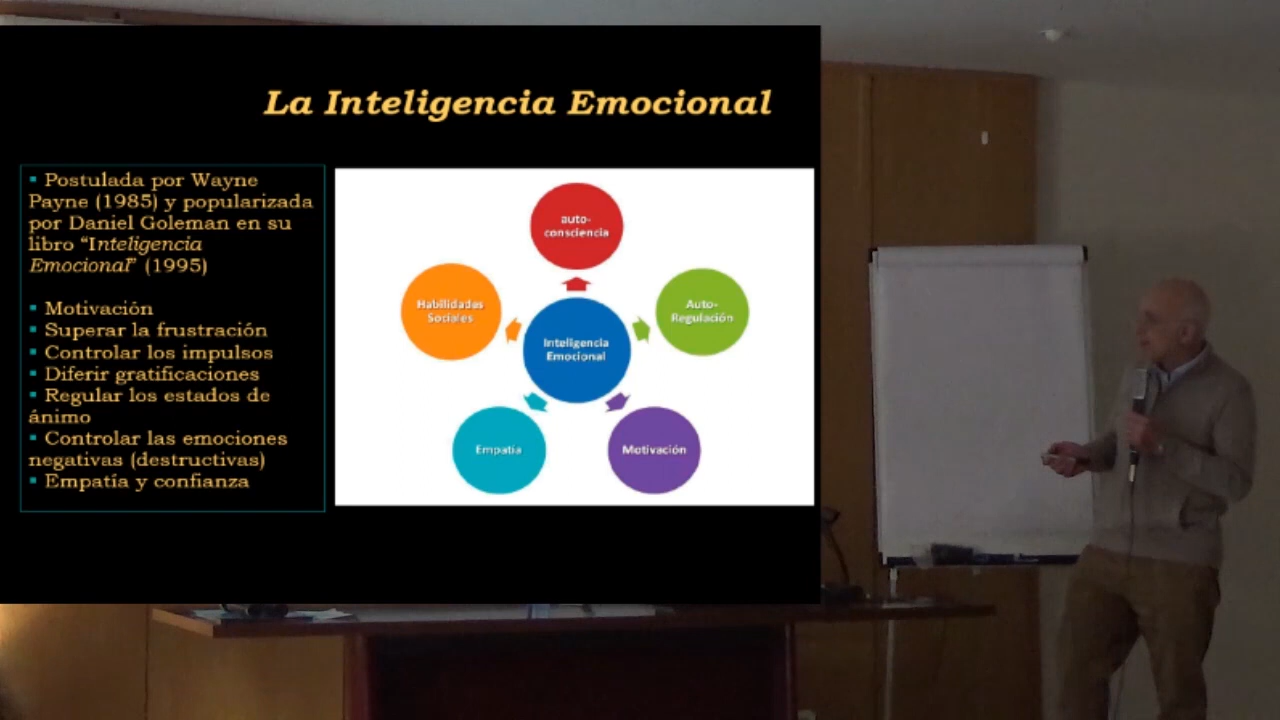 La Inteligencia Emocional
▪ Postulada por Wayne
Payne (1985) y popularizada
por Daniel Goleman en su
libro “Inteligencia
Emocional” (1995)
▪ Motivación
▪ Superar la frustración
▪ Controlar los impulsos
▪ Diferir gratificaciones
▪ Regular los estados de
ánimo
▪ Controlar las emociones
negativas (destructivas)
▪ Empatía y confianza
auto-
consciencia
Habilidades
Sociales
Auto-
Regulación
Inteligencia
Emocional
Empatía
Motivación